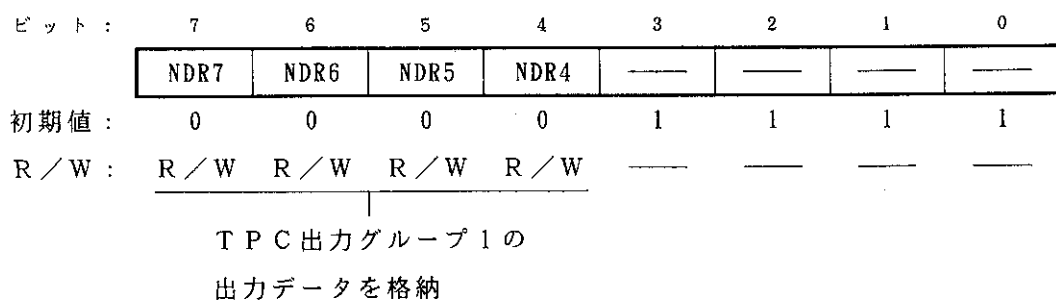 ビット： 7 6 5 4 3 2 1 0
NDR7 NDR6 NDR5 NDR4 ― ― ― ―
初期値： 0 0 0 0 1 1 1 1
R／W： R／W R／W R／W R／W ― ― ― ―
TPC出力グループ1の
出力データを格納